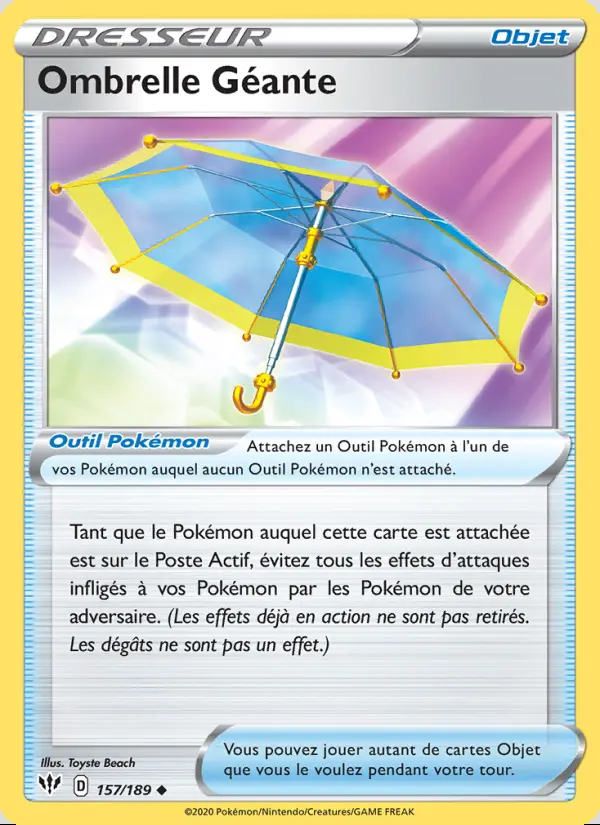 DRESSEUR
Objet
Ombrelle Géante
Outil Pokémon Attachez un Outil Pokémon à l'un de
vos Pokémon auquel aucun Outil Pokémon n'est attaché.
Tant que le Pokémon auquel cette carte est attachée
est sur le Poste Actif, évitez tous les effets d'attaques
infligés à vos Pokémon par les Pokémon de votre
adversaire. (Les effets déjà en action ne sont pas retirés.
Les dégâts ne sont pas un effet.)
Vous pouvez jouer autant de cartes Objet
que vous le voulez pendant votre tour.
Illus. Toyste Beach
D 157/189
©2020 Pokémon/Nintendo/Creatures/GAME FREAK